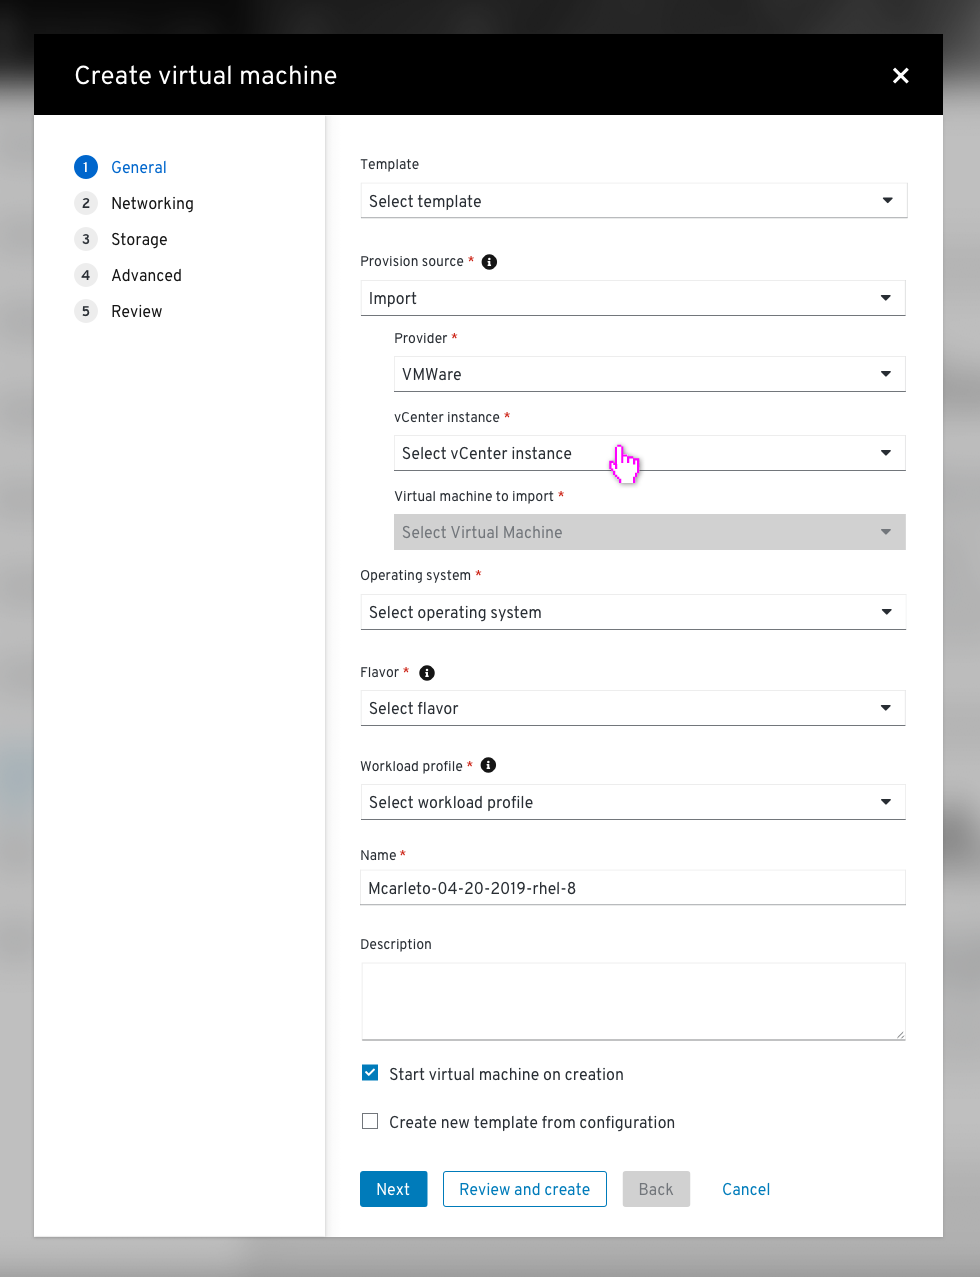 Create virtual machine
1 General
2 Networking
3 Storage
4 Advanced
5 Review
Template
Select template
Provision source *
Import
Provider *
VMWare
vCenter instance *
Select vCenter instance
Virtual machine to import *
Select Virtual Machine
Operating system *
Select operating system
Flavor *
Select flavor
Workload profile *
Select workload profile
Name *
Mcarleto-04-20-2019-rhel-8
Description
Start virtual machine on creation
Create new template from configuration
Next Review and create Back Cancel